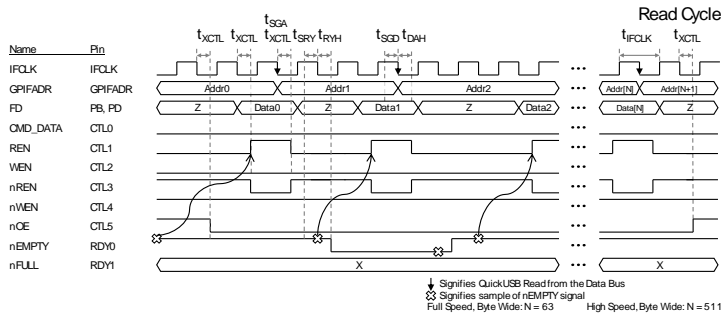 Read Cycle
tSGA
tXCTL tXCTL tXCTL tSRY tRYH tSGD tDAH tIFCLK tXCTL
Name Pin
IFCLK IFCLK
GPIFADR GPIFADR Addr0 Addr1 Addr2 ••• Addr[N] Addr[N+1]
FD PB, PD Z Data0 Z Data1 Z Data2 ••• Data[N] Z
CMD_DATA CTL0 •••
REN CTL1 •••
WEN CTL2 •••
nREN CTL3 •••
nWEN CTL4 •••
nOE CTL5 •••
nEMPTY RDY0 •••
nFULL RDY1 X ••• X
Signifies QuickUSB Read from the Data Bus
Signifies sample of nEMPTY signal
Full Speed, Byte Wide: N = 63 High Speed, Byte Wide: N = 511